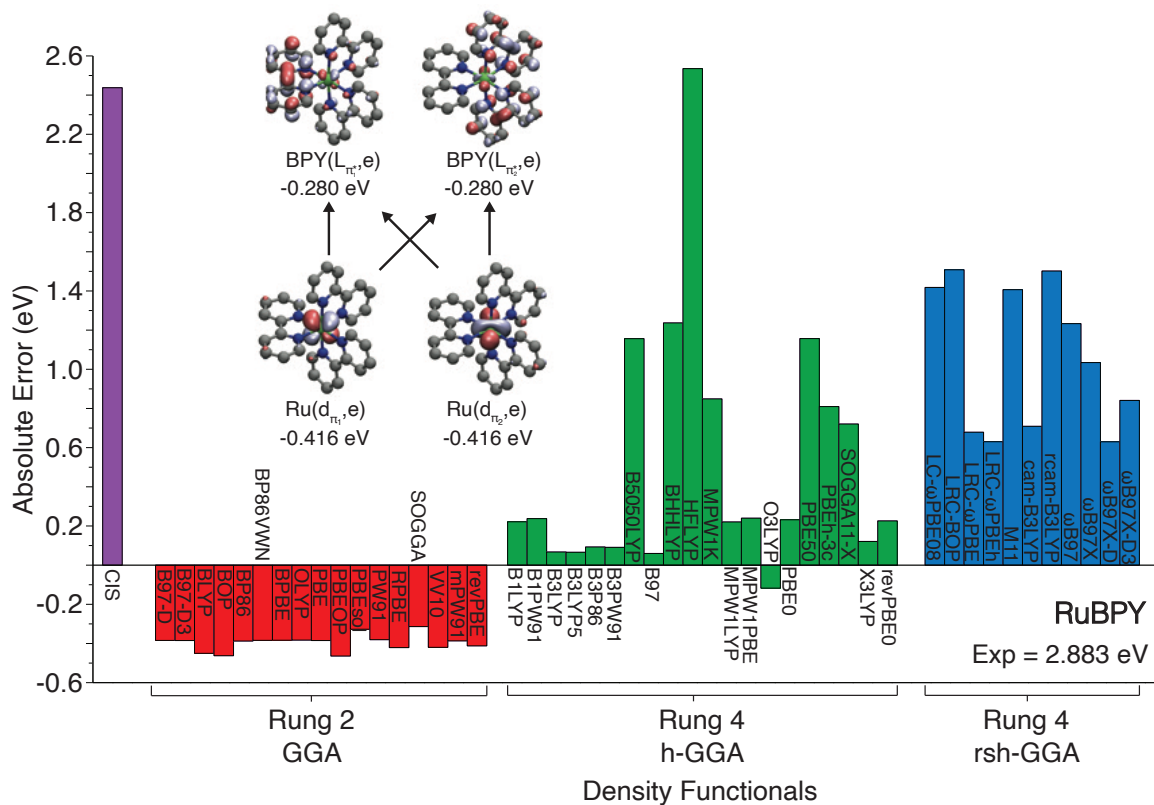 Absolute Error (eV)
2.6
2.2
1.8
1.4
1.0
0.6
0.2
-0.2
-0.6
BPY(Lπ1*,e)
-0.280 eV
BPY(Lπ2*,e)
-0.280 eV
Ru(dπ1,e)
-0.416 eV
Ru(dπ2,e)
-0.416 eV
CIS
B97-D
B97-D3
BLYP
BOP
BP86
BP86VWN
BPBE
OLYP
PBE
PBEOP
PBEsol
PW91
RPBE
SOGGA
VV10
mPW91
revPBE
B1LYP
B1PW91
B3LYP
B3LYP5
B3P86
B3PW91
B5050LYP
B97
BHHLYP
HFLYP
MPW1K
MPW1LYP
MPW1PBE
O3LYP
PBE0
PBE50
PBEh-3c
SOGGA11-X
X3LYP
revPBE0
LC-ωPBE08
LRC-BOP
LRC-ωPBE
LRC-ωPBEh
M11
cam-B3LYP
rcam-B3LYP
ωB97
ωB97X
ωB97X-D
ωB97X-D3
RuBPY
Exp = 2.883 eV
Rung 2
GGA
Rung 4
h-GGA
Rung 4
rsh-GGA
Density Functionals